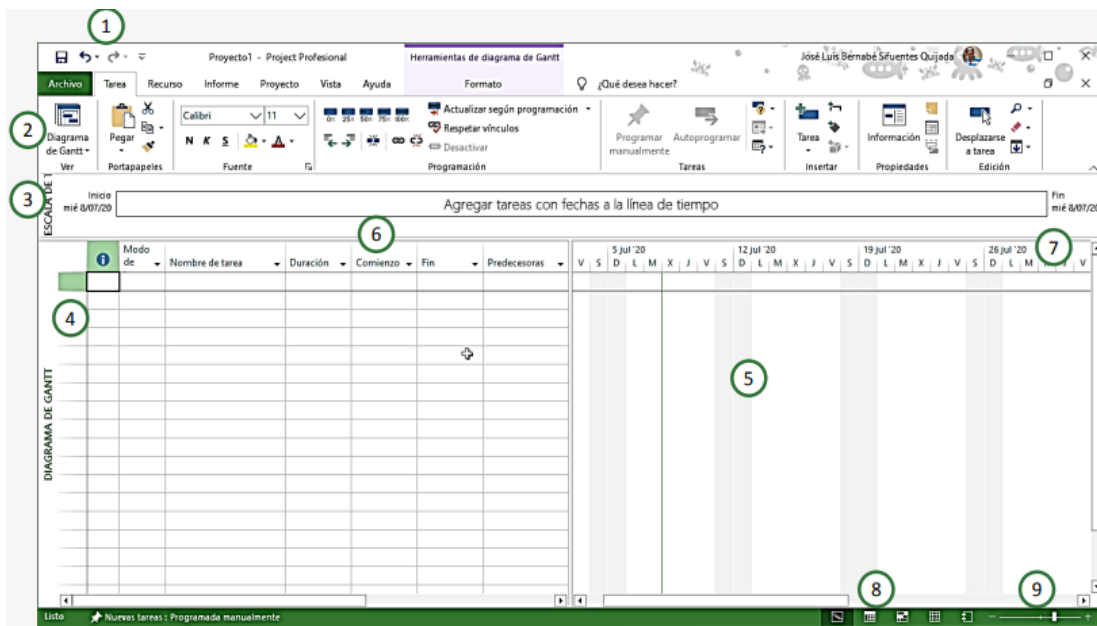 1
Proyecto1 - Project Profesional
Herramientas de diagrama de Gantt
José Luis Bernabé Sifuentes Quijada
Archivo Tarea Recurso Informe Proyecto Vista Ayuda Formato ¿Qué desea hacer?
2
Diagrama de Gantt
Ver
Pegar
Portapapeles
Calibri 11
N K S A
Fuente
0% 25% 50% 75% 100%
Actualizar según programación
Respetar vínculos
Desactivar
Programación
Programar manualmente
Autoprogramar
Tareas
Tarea
Insertar
Información
Propiedades
Desplazarse a tarea
Edición
3
ESCALA DE T
Inicio
mié 8/07/20
Agregar tareas con fechas a la línea de tiempo
Fin
mié 8/07/20
6
7
Modo de
Nombre de tarea
Duración
Comienzo
Fin
Predecesoras
5 jul '20 12 jul '20 19 jul '20 26 jul '20
V S D L M X J V S D L M X J V S D L M X J V S D L M J V
4
5
DIAGRAMA DE GANTT
8
9
Listo Nuevas tareas : Programada manualmente